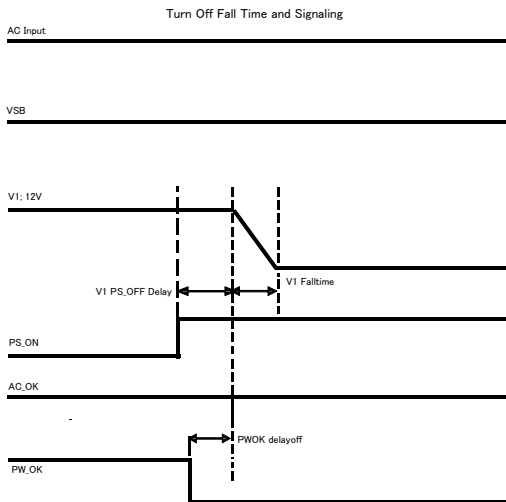 Turn Off Fall Time and Signaling
AC Input
VSB
V1; 12V
V1 Falltime
V1 PS_OFF Delay
PS_ON
AC_OK
PWOK delayoff
PW_OK